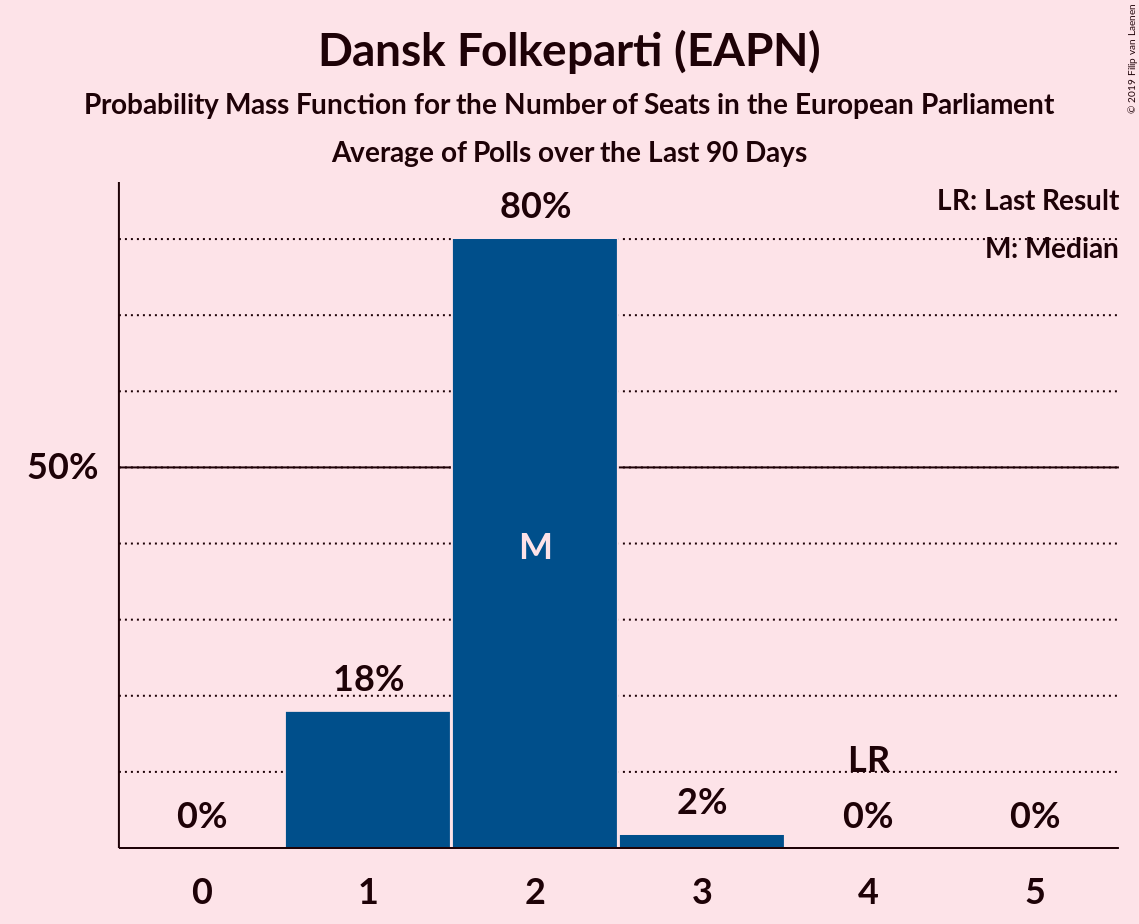 Dansk Folkeparti (EAPN)
Probability Mass Function for the Number of Seats in the European Parliament
Average of Polls over the Last 90 Days
© 2019 Filip van Laenen
LR: Last Result
M: Median
80%
50%
M
18%
LR
2%
0%
0%
0%
0
1
2
3
4
5